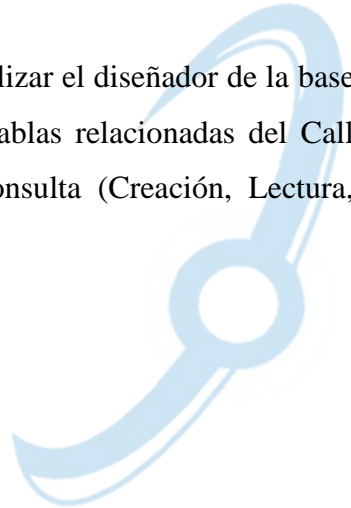 lizar el diseñador de la base
ablas relacionadas del Call
onsulta (Creación, Lectura,